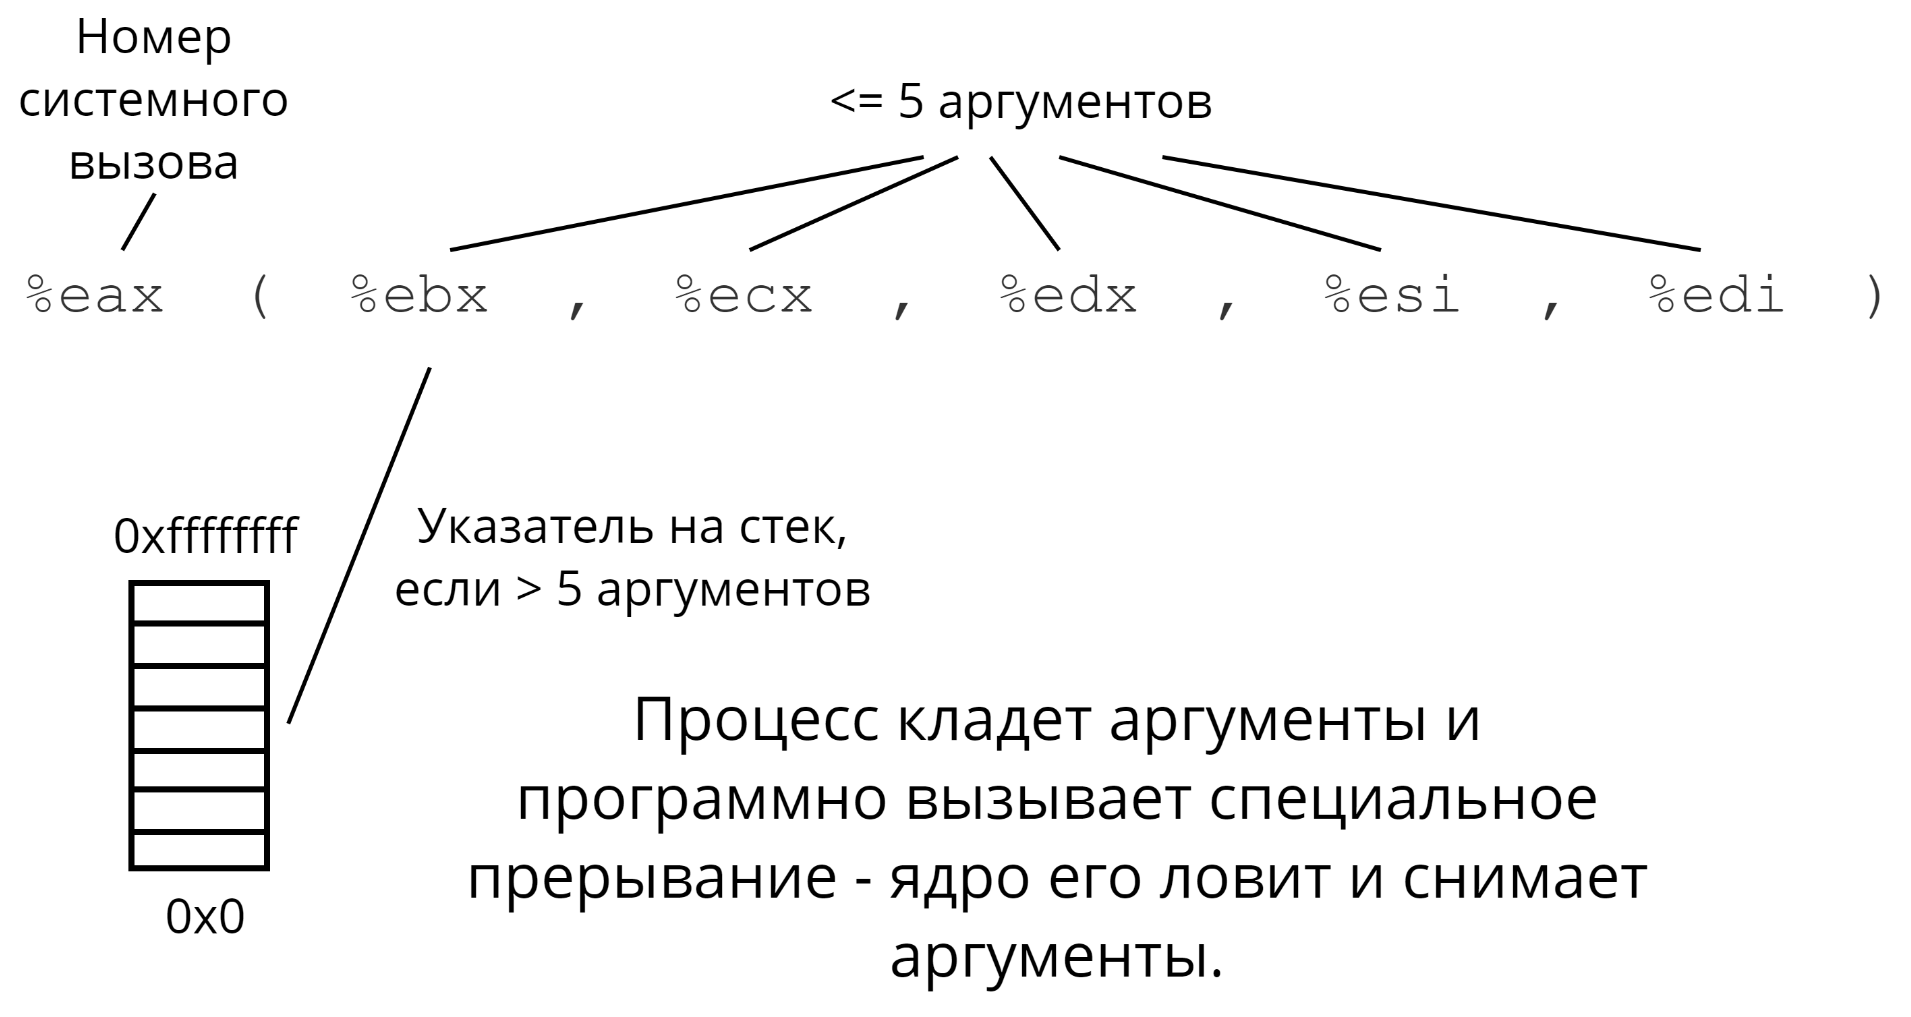 Номер
системного
вызова
<= 5 аргументов
%eax ( %ebx , %ecx , %edx , %esi , %edi )
0xffffffff
Указатель на стек,
если > 5 аргументов
0x0
Процесс кладет аргументы и
программно вызывает специальное
прерывание - ядро его ловит и снимает
аргументы.